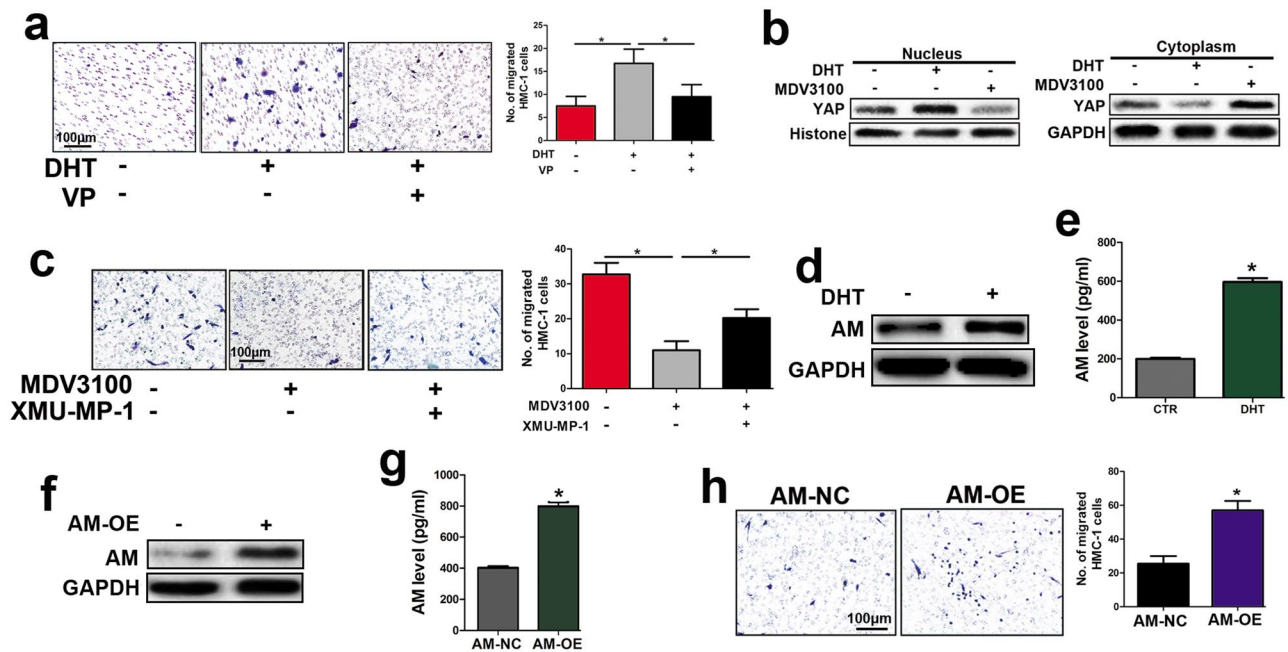 a
100µm
DHT - + +
VP - - +
No. of migrated
HMC-1 cells
25
20
15
10
5
0
* *
DHT - + +
VP - - +
b
Nucleus
DHT - + -
MDV3100 - - +
YAP
Histone
Cytoplasm
DHT - + -
MDV3100 - - +
YAP
GAPDH
c
100µm
MDV3100 - + +
XMU-MP-1 - - +
No. of migrated
HMC-1 cells
40
30
20
10
0
* *
MDV3100 - + +
XMU-MP-1 - - +
d
DHT - +
AM
GAPDH
e
AM level (pg/ml)
800
600
400
200
0
*
CTR DHT
f
AM-OE - +
AM
GAPDH
g
AM level (pg/ml)
1000
800
600
400
200
0
*
AM-NC AM-OE
h
AM-NC AM-OE
100µm
No. of migrated
HMC-1 cells
80
60
40
20
0
*
AM-NC AM-OE